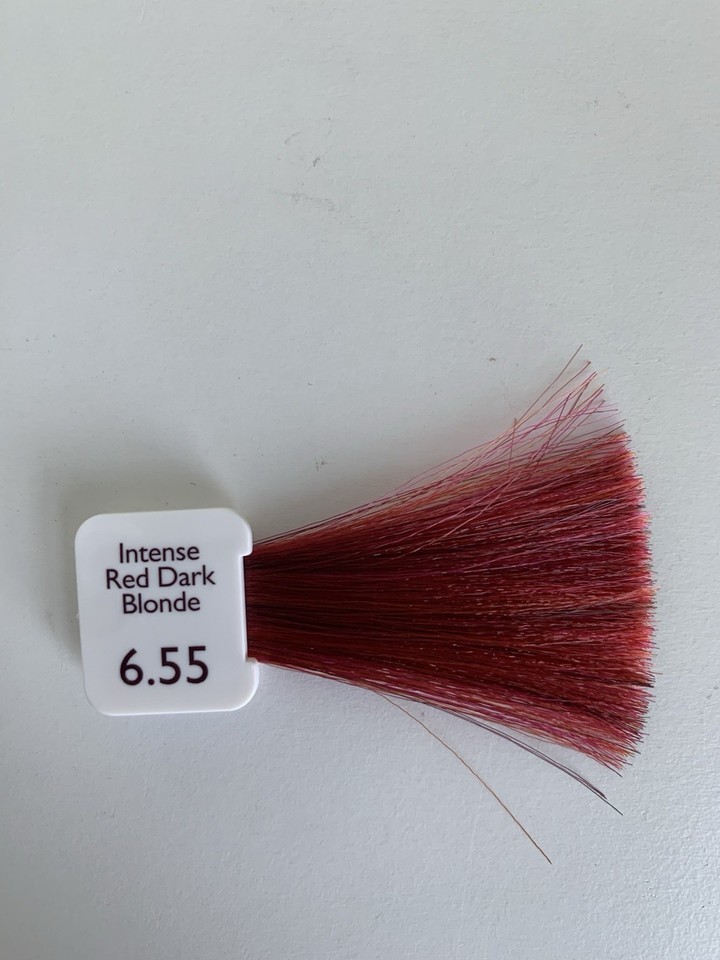 Intense
Red Dark
Blonde
6.55